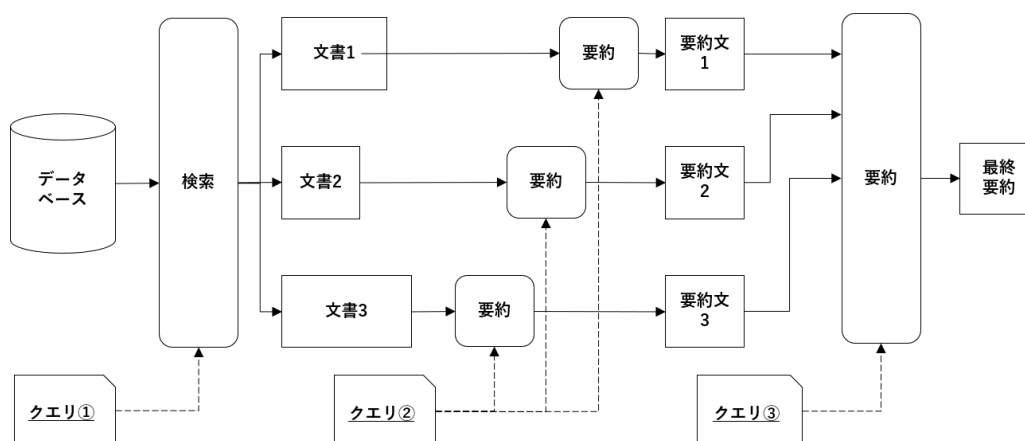 データ
ベース
検索
文書1
要約
要約文
1
文書2
要約
要約文
2
文書3
要約
要約文
3
要約
最終
要約
クエリ①
クエリ②
クエリ③